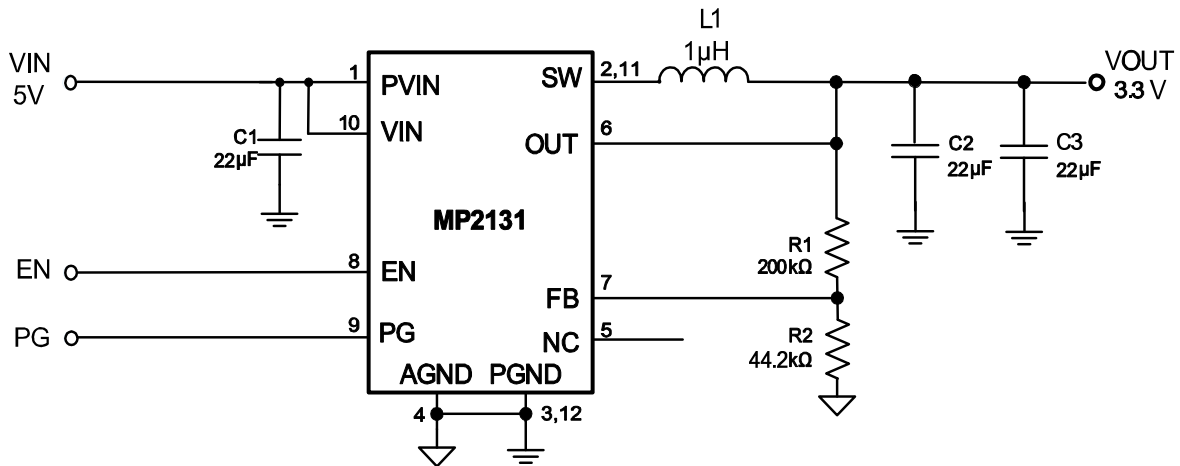 L1
1μH
VIN
5V
1
PVIN
SW
2,11
VOUT
3.3 V
10
VIN
OUT
6
C1
22μF
C2
22μF
C3
22μF
MP2131
R1
200kΩ
EN
8
EN
FB
7
PG
9
PG
NC
5
R2
44.2kΩ
AGND
PGND
4
3,12